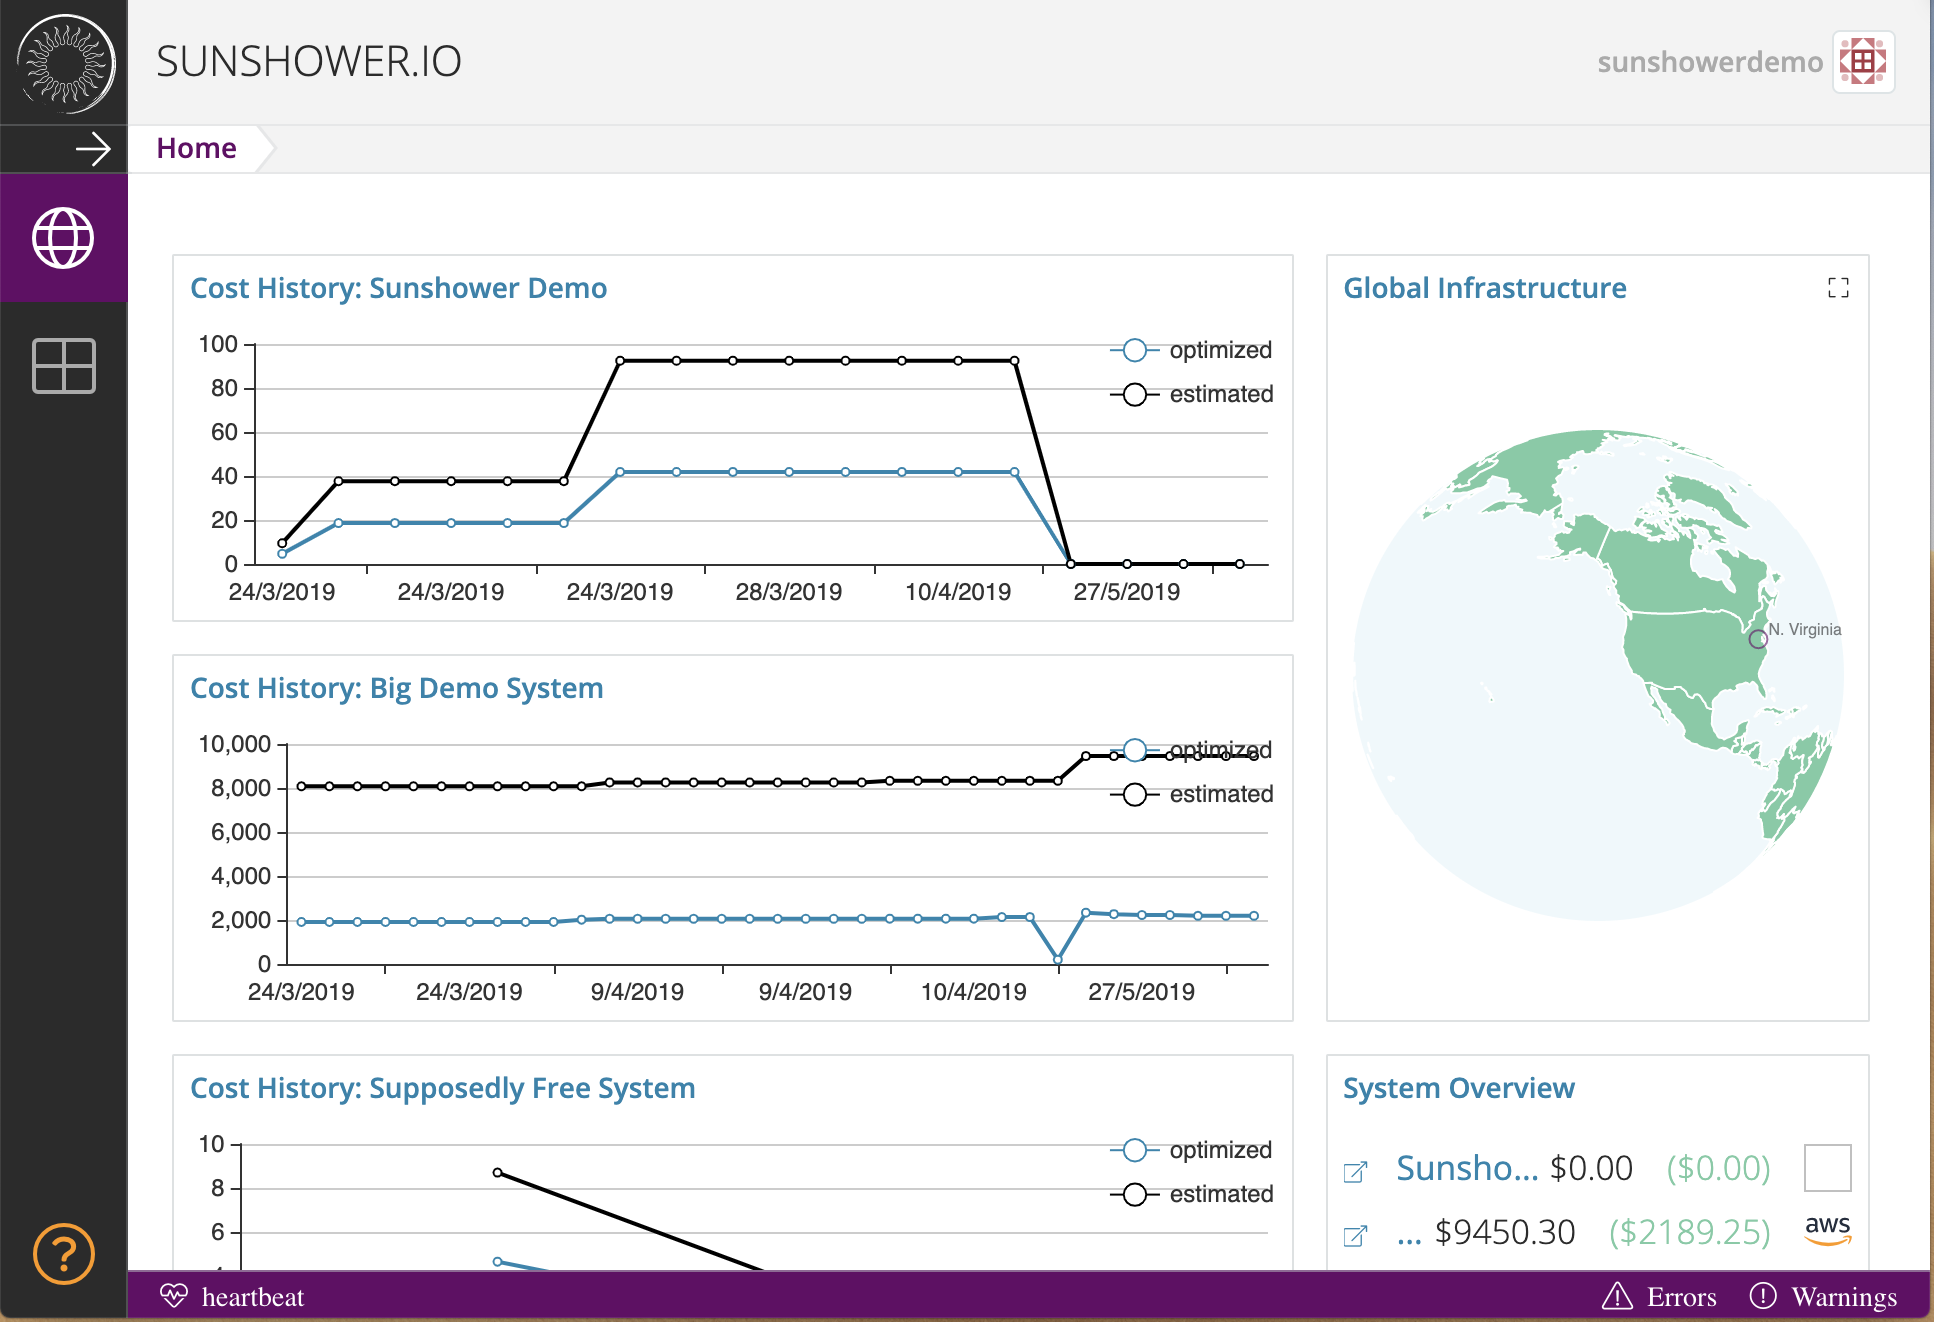 SUNSHOWER.IO
sunshowerdemo
Home
Cost History: Sunshower Demo
100
80
60
40
20
0
optimized
estimated
24/3/2019 24/3/2019 24/3/2019 28/3/2019 10/4/2019 27/5/2019
Global Infrastructure
N. Virginia
Cost History: Big Demo System
10,000
8,000
6,000
4,000
2,000
0
optimized
estimated
24/3/2019 24/3/2019 9/4/2019 9/4/2019 10/4/2019 27/5/2019
Cost History: Supposedly Free System
10
8
6
optimized
estimated
System Overview
Sunsho... $0.00 ($0.00)
... $9450.30 ($2189.25) aws
?
heartbeat
Errors
Warnings